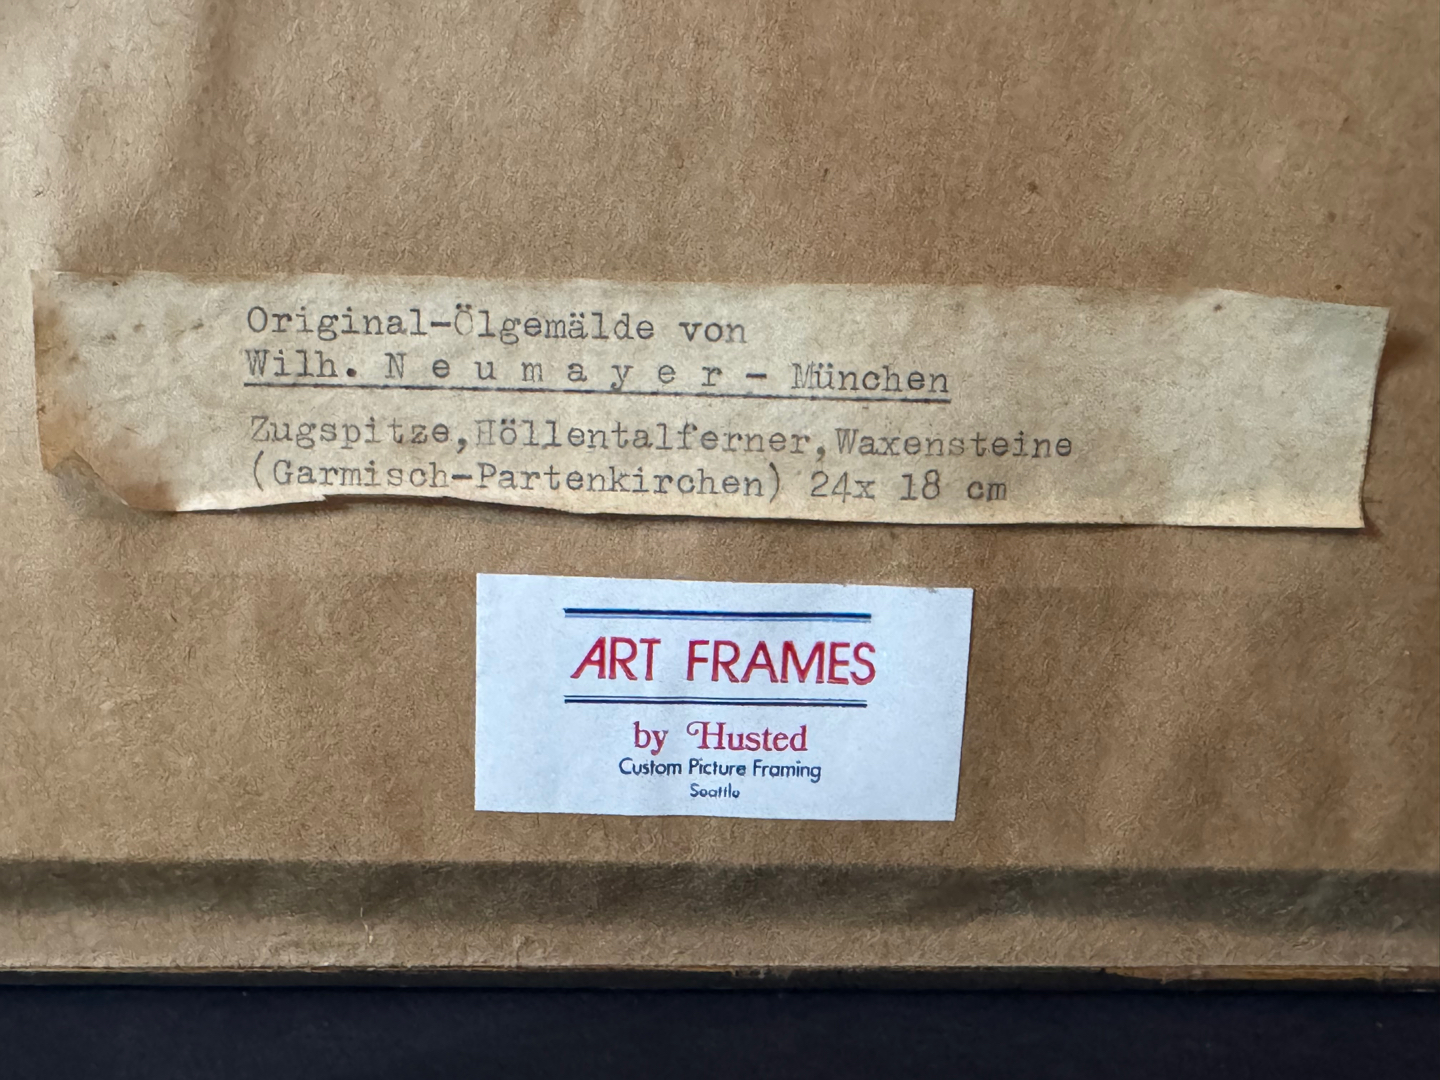 Original-Ölgemälde von
Wilh. N e u m a y e r - München
Zugspitze,Höllentalferner,Waxensteine
(Garmisch-Partenkirchen) 24x 18 cm
ART FRAMES
by Husted
Custom Picture Framing
Seattle